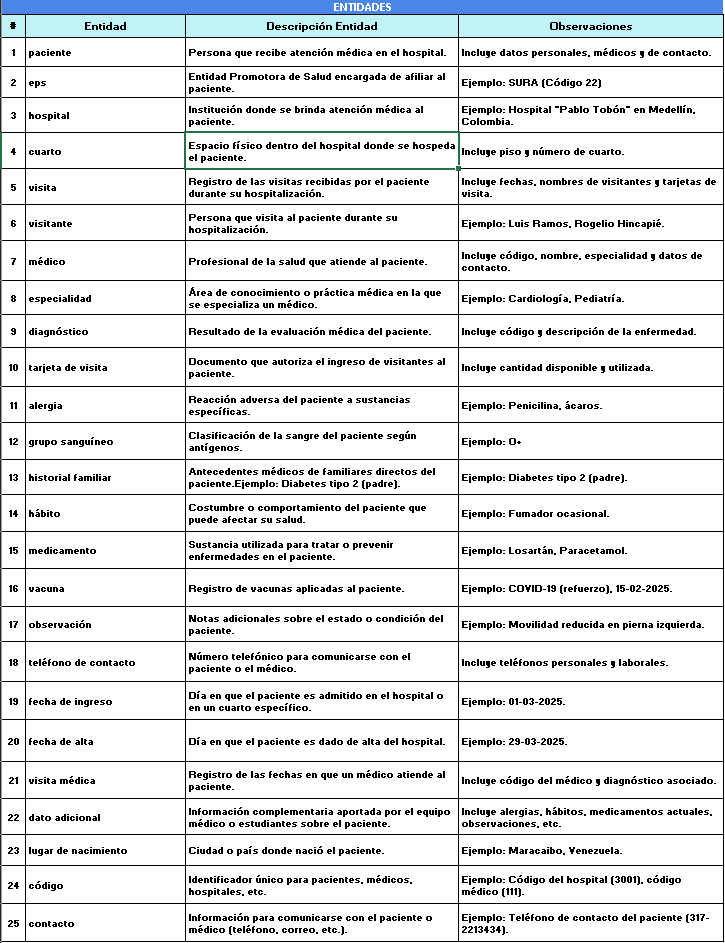 ENTIDADES
# Entidad Descripción Entidad Observaciones
1 paciente Persona que recibe atención médica en el hospital. Incluye datos personales, médicos y de contacto.
2 eps Entidad Promotora de Salud encargada de afiliar al
paciente. Ejemplo: SURA (Código 22)
3 hospital Institución donde se brinda atención médica al
paciente. Ejemplo: Hospital "Pablo Tobón" en Medellín,
Colombia.
4 cuarto Espacio físico dentro del hospital donde se hospeda
el paciente. Incluye piso y número de cuarto.
5 visita Registro de las visitas recibidas por el paciente
durante su hospitalización. Incluye fechas, nombres de visitantes y tarjetas de
visita.
6 visitante Persona que visita al paciente durante su
hospitalización. Ejemplo: Luis Ramos, Rogelio Hincapié.
7 médico Profesional de la salud que atiende al paciente. Incluye código, nombre, especialidad y datos de
contacto.
8 especialidad Área de conocimiento o práctica médica en la que
se especializa un médico. Ejemplo: Cardiología, Pediatría.
9 diagnóstico Resultado de la evaluación médica del paciente. Incluye código y descripción de la enfermedad.
10 tarjeta de visita Documento que autoriza el ingreso de visitantes al
paciente. Incluye cantidad disponible y utilizada.
11 alergia Reacción adversa del paciente a sustancias
específicas. Ejemplo: Penicilina, ácaros.
12 grupo sanguíneo Clasificación de la sangre del paciente según
antígenos. Ejemplo: O+
13 historial familiar Antecedentes médicos de familiares directos del
paciente.Ejemplo: Diabetes tipo 2 (padre). Ejemplo: Diabetes tipo 2 (padre).
14 hábito Costumbre o comportamiento del paciente que
puede afectar su salud. Ejemplo: Fumador ocasional.
15 medicamento Sustancia utilizada para tratar o prevenir
enfermedades en el paciente. Ejemplo: Losartán, Paracetamol.
16 vacuna Registro de vacunas aplicadas al paciente. Ejemplo: COVID-19 (refuerzo), 15-02-2025.
17 observación Notas adicionales sobre el estado o condición del
paciente. Ejemplo: Movilidad reducida en pierna izquierda.
18 teléfono de contacto Número telefónico para comunicarse con el
paciente o el médico. Incluye teléfonos personales y laborales.
19 fecha de ingreso Día en que el paciente es admitido en el hospital o
en un cuarto específico. Ejemplo: 01-03-2025.
20 fecha de alta Día en que el paciente es dado de alta del hospital. Ejemplo: 29-03-2025.
21 visita médica Registro de las fechas en que un médico atiende al
paciente. Incluye código del médico y diagnóstico asociado.
22 dato adicional Información complementaria aportada por el equipo
médico o estudiantes sobre el paciente. Incluye alergias, hábitos, medicamentos actuales,
observaciones, etc.
23 lugar de nacimiento Ciudad o país donde nació el paciente. Ejemplo: Maracaibo, Venezuela.
24 código Identificador único para pacientes, médicos,
hospitales, etc. Ejemplo: Código del hospital (3001), código
médico (111).
25 contacto Información para comunicarse con el paciente o
médico (teléfono, correo, etc.). Ejemplo: Teléfono de contacto del paciente (317-
2213434).